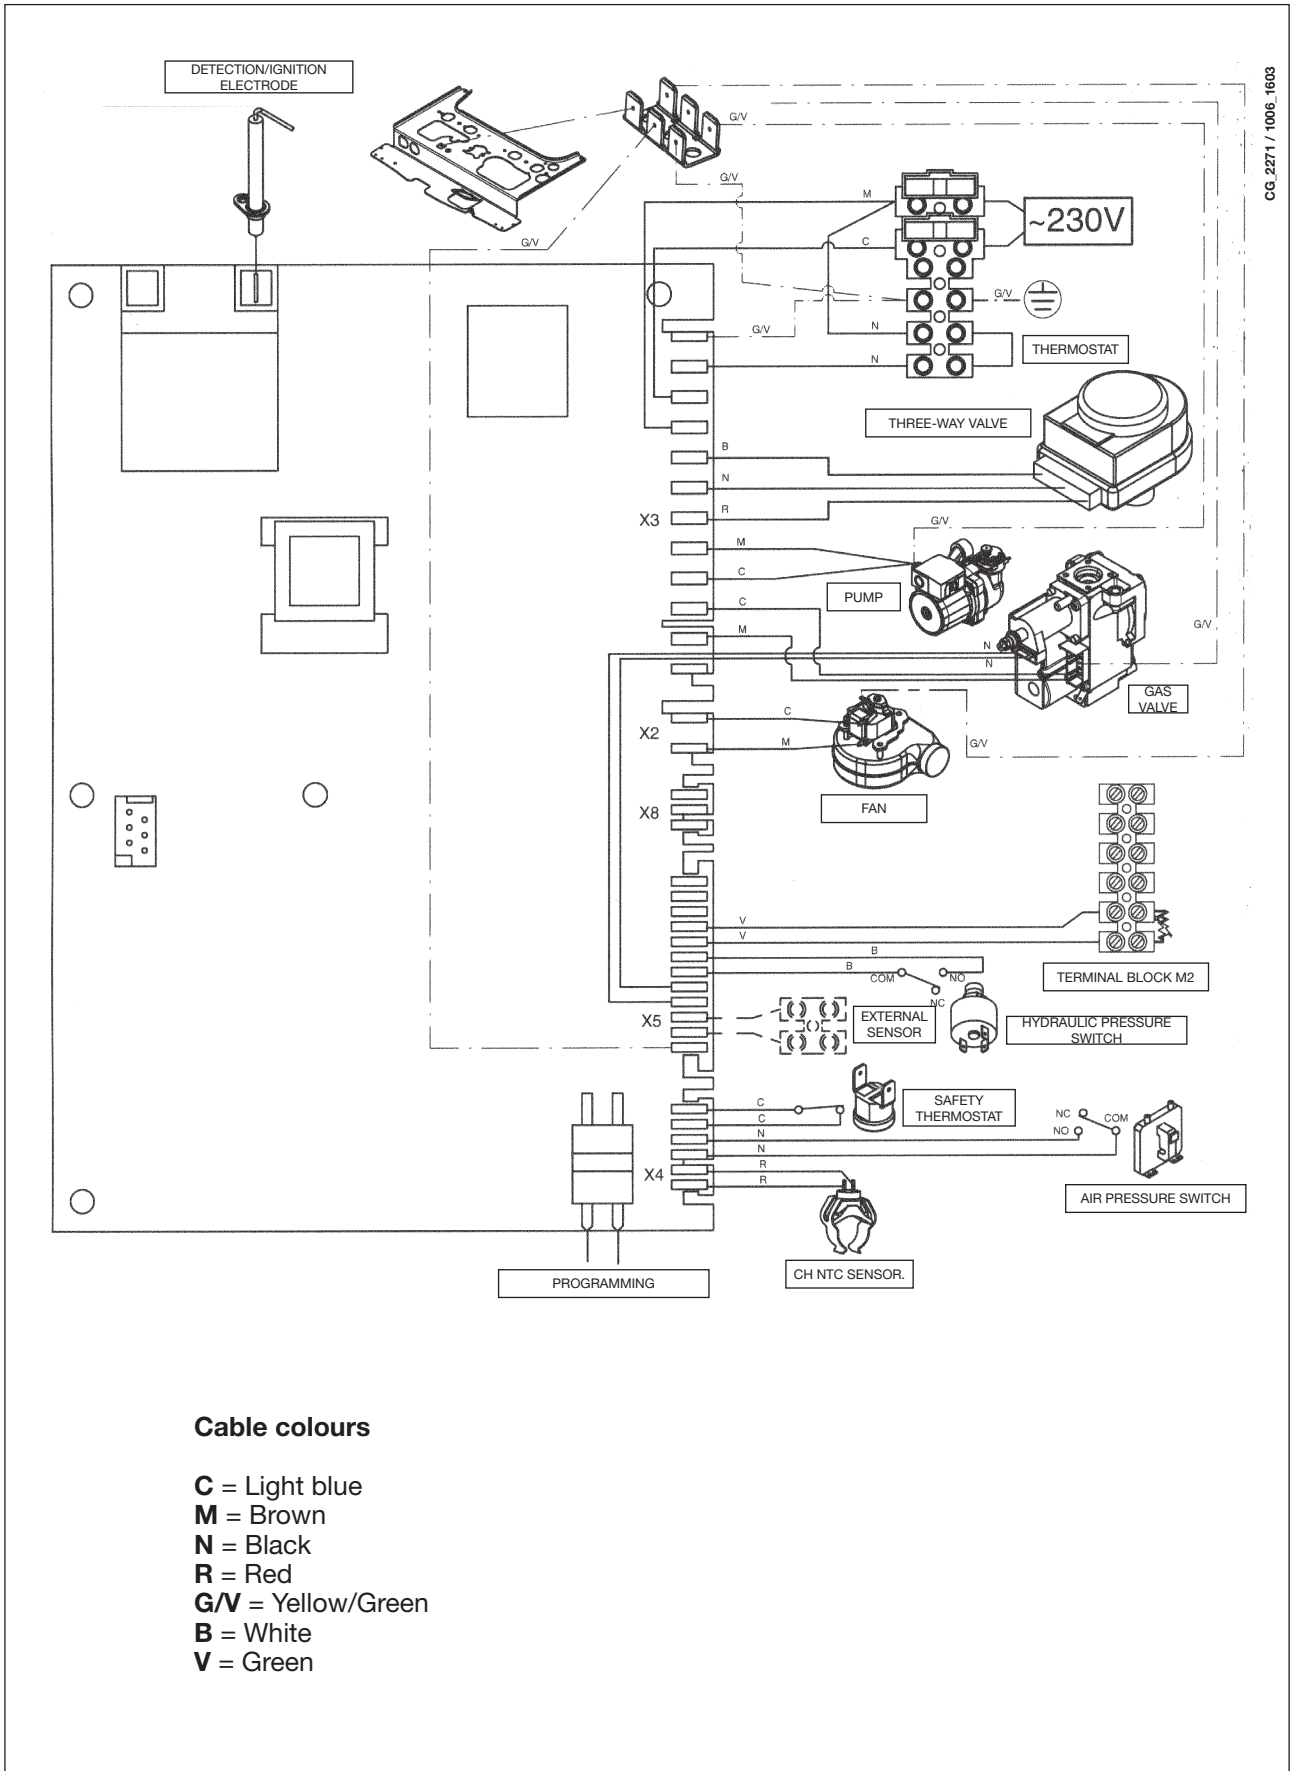 DETECTION/IGNITION
ELECTRODE
CG_2271 / 1006_1603
G/V
G/V
M
~230V
G/V
C
G/V
G/V
N
THERMOSTAT
N
THREE-WAY VALVE
B
N
R
X3
G/V
M
C
PUMP
C
G/V
M
N
N
GAS
VALVE
C
X2
M
G/V
FAN
X8
V
V
B
B
COM
NO
NC
TERMINAL BLOCK M2
X5
EXTERNAL
SENSOR
HYDRAULIC PRESSURE
SWITCH
C
C
SAFETY
THERMOSTAT
NC
COM
NO
N
N
R
X4
R
AIR PRESSURE SWITCH
PROGRAMMING
CH NTC SENSOR.
Cable colours
C = Light blue
M = Brown
N = Black
R = Red
G/V = Yellow/Green
B = White
V = Green